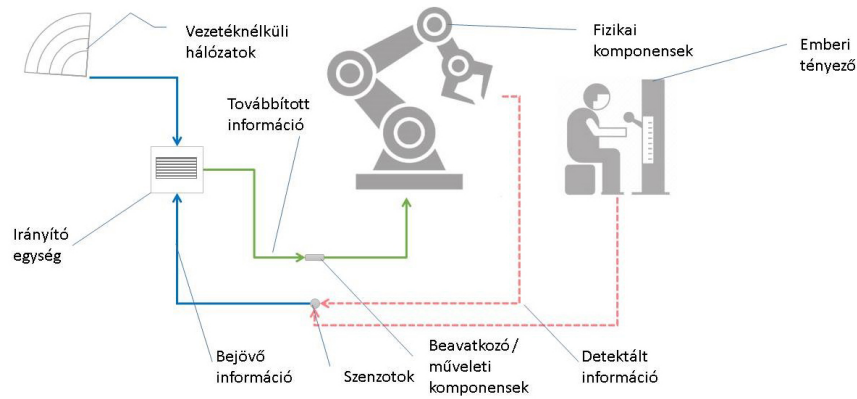 Vezetéknélküli
hálózatok
Fizikai
komponensek
Emberi
tényező
Továbbított
információ
Irányító
egység
Bejövő
információ
Szenzotok
Beavatkozó/
műveleti
komponensek
Detektált
információ